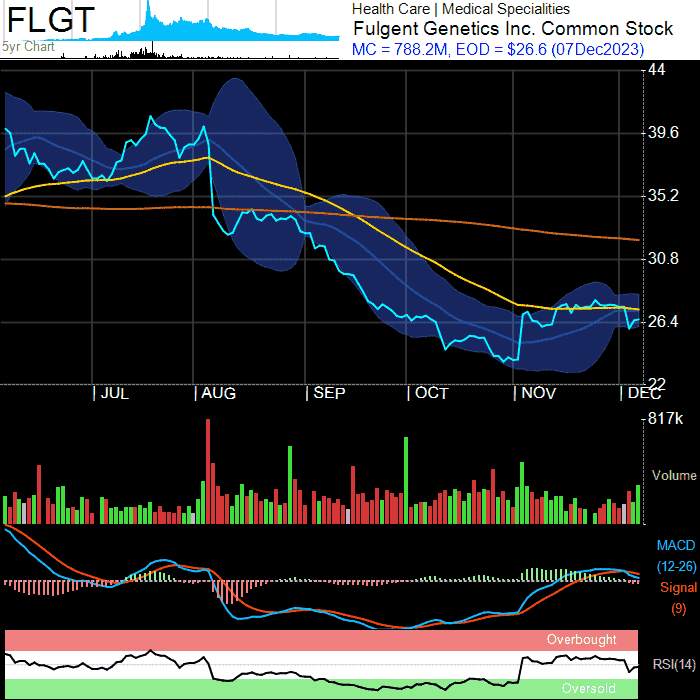 FLGT
5yr Chart
Health Care | Medical Specialities
Fulgent Genetics Inc. Common Stock
MC = 788.2M, EOD = $26.6 (07Dec2023)
44
39.6
35.2
30.8
26.4
22
JUL AUG SEP OCT NOV DEC
817k
Volume
MACD
(12-26)
Signal
(9)
Overbought
RSI(14)
Oversold